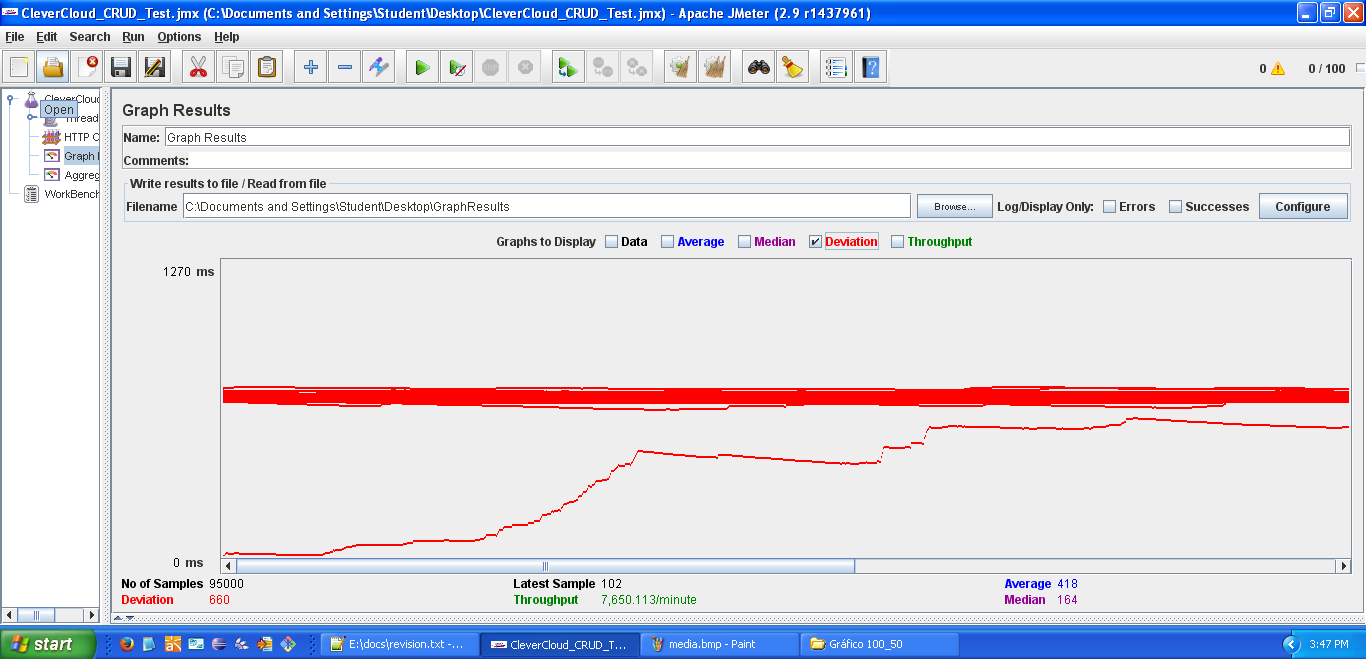 CleverCloud_CRUD_Test.jmx (C:\Documents and Settings\Student\Desktop\CleverCloud_CRUD_Test.jmx) - Apache JMeter (2.9 r1437961)
File Edit Search Run Options Help
0 0 / 100
CleverCloud
Open
Thread
HTTP C
Graph
Aggreg
WorkBench
Graph Results
Name: Graph Results
Comments:
Write results to file / Read from file
Filename C:\Documents and Settings\Student\Desktop\GraphResults Browse... Log/Display Only: Errors Successes Configure
Graphs to Display Data Average Median Deviation Throughput
1270 ms
0 ms
No of Samples 95000 Latest Sample 102 Average 418
Deviation 660 Throughput 7,650.113/minute Median 164
start E:\docs\revision.txt -... CleverCloud_CRUD_T... media.bmp - Paint Gráfico 100_50 3:47 PM